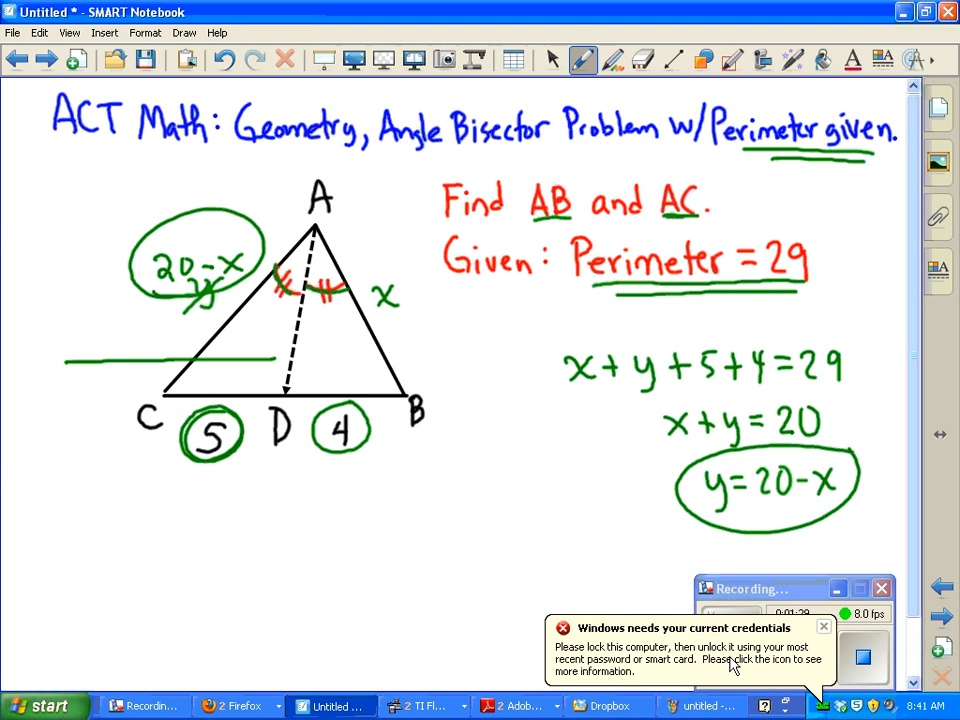 Untitled * - SMART Notebook
File Edit View Insert Format Draw Help
ACT Math: Geometry, Angle Bisector Problem w/Perimeter given.
A
Find AB and AC.
20-x
y
Given: Perimeter = 29
x
x + y + 5 + 4 = 29
C 5 D 4 B
x + y = 20
y = 20 - x
Recording...
0:01:29 8.0 fps
Windows needs your current credentials
Please lock this computer, then unlock it using your most
recent password or smart card. Please click the icon to see
more information.
start Recording... 2 Firefox Untitled ... 2 TI Fl... 2 Adob... Dropbox untitled -... 8:41 AM